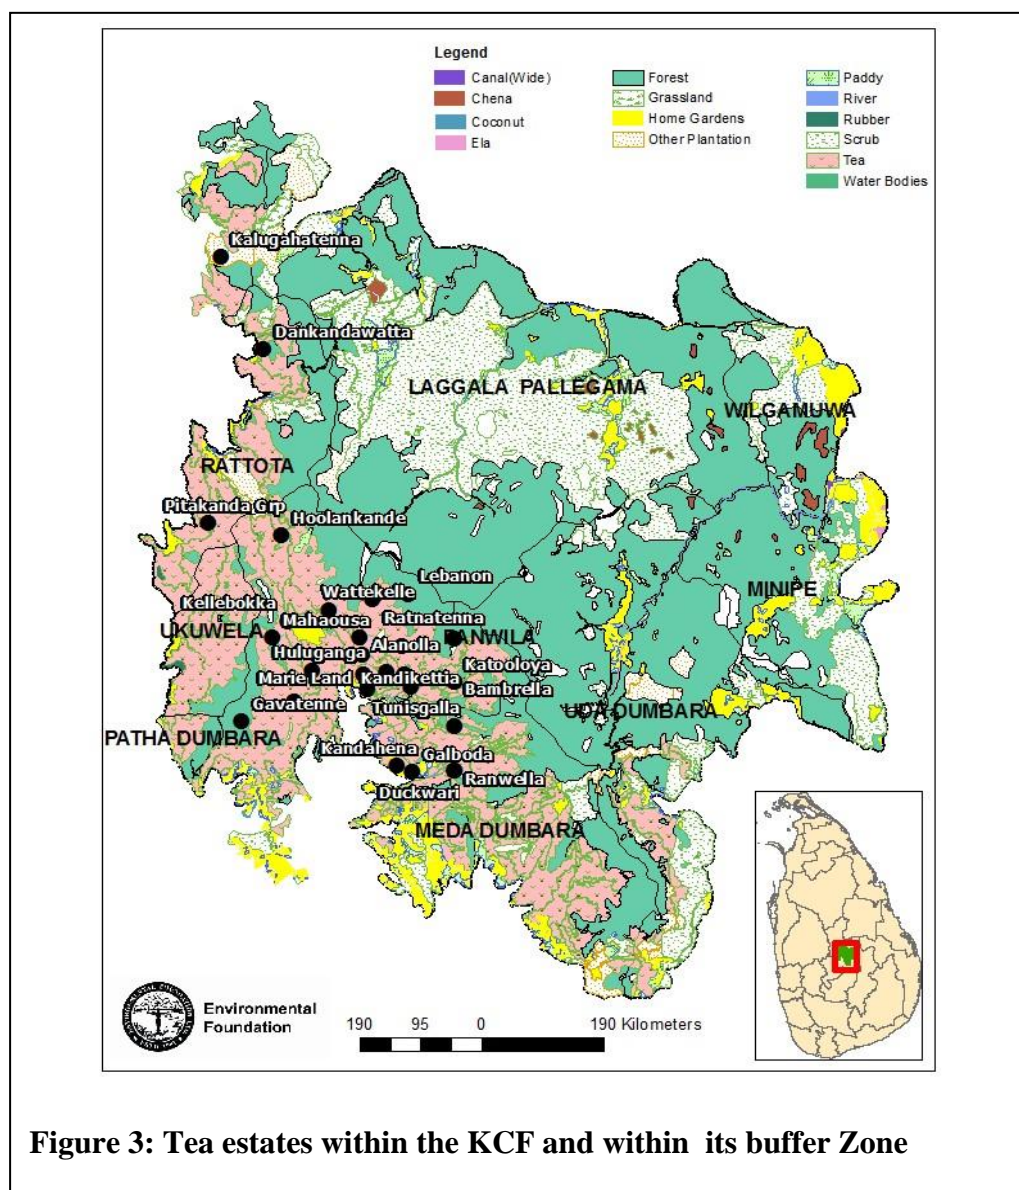 Legend
Canal(Wide)
Chena
Coconut
Ela
Forest
Grassland
Home Gardens
Other Plantation
Paddy
River
Rubber
Scrub
Tea
Water Bodies
Kalugahatenna
Dankandawatta
LAGGALA PALLEGAMA
WILGAMUWA
RATTOTA
Pitakanda Grp
Hoolankande
Lebanon
Wattekelle
MINIPE
Kellebokka
Mahaousa
Ratnatenna
UKUWELA
Alanolla
PANWILA
Huluganga
Katooloya
Marie Land
Kandikettia
Bambrella
Gavatenne
Tunisgalla
UDA DUMBARA
PATHA DUMBARA
Kandahena
Galboda
Ranwella
Duckwari
MEDA DUMBARA
Environmental
Foundation
190 95 0 190 Kilometers
Figure 3: Tea estates within the KCF and within its buffer Zone